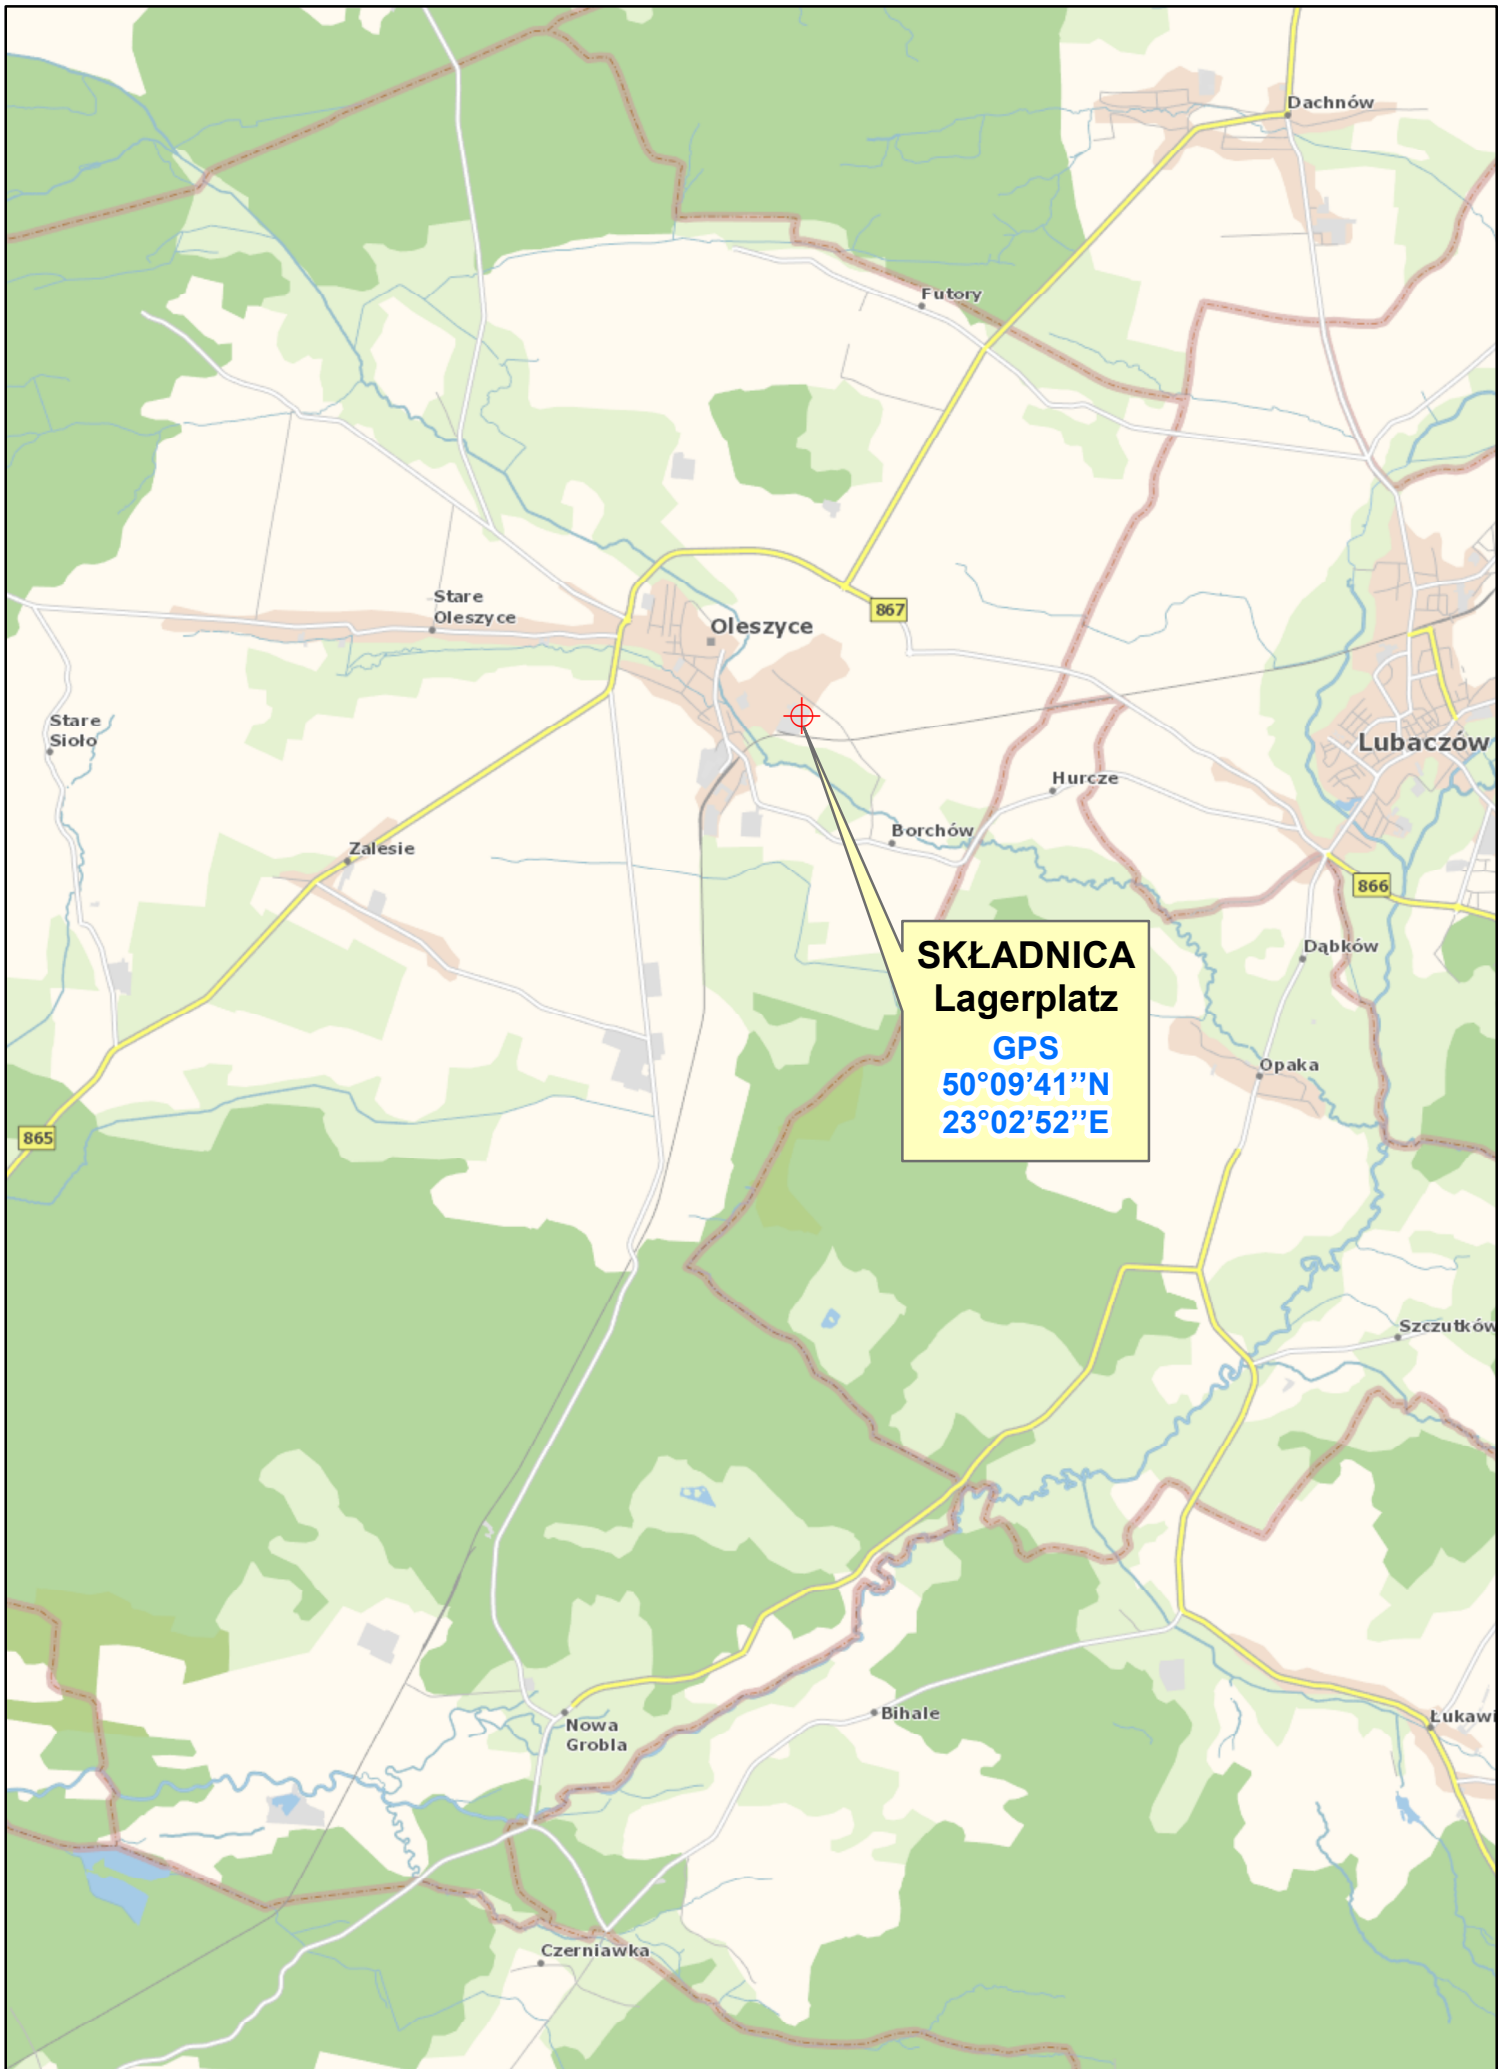 Dachnów
Futory
Stare
Oleszyce
Oleszyce
867
Stare
Sioło
Lubaczów
Hurcze
Borchów
Zalesie
866
SKŁADNICA
Lagerplatz
GPS
50°09’41’’N
23°02’52’’E
Dąbków
Opaka
865
Szczutków
Nowa
Grobla
Bihale
Łukawi
Czerniawka